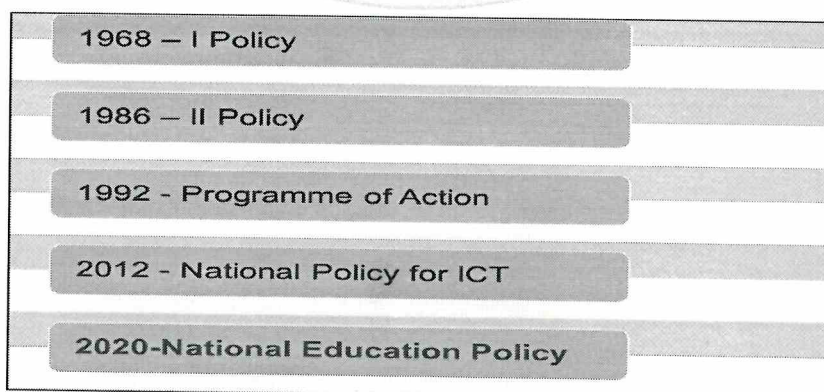 1968 – I Policy
1986 – II Policy
1992 - Programme of Action
2012 - National Policy for ICT
2020-National Education Policy